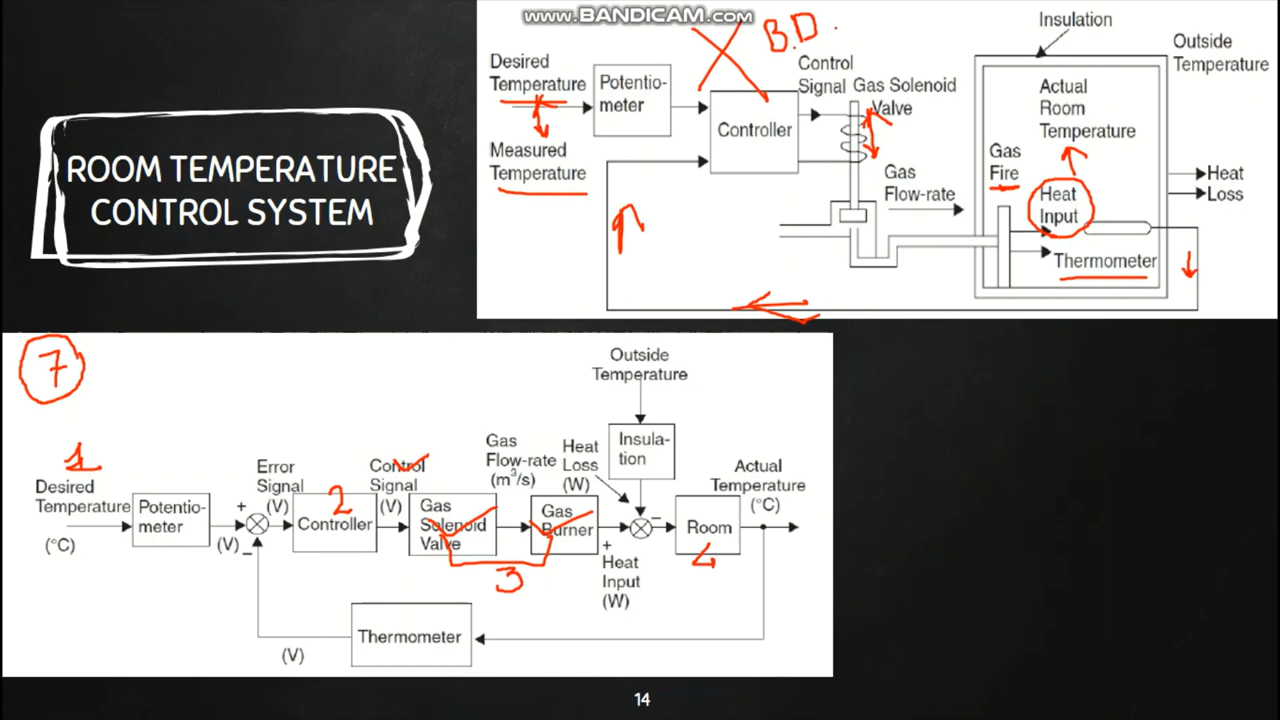 www.BANDICAM.com
ROOM TEMPERATURE
CONTROL SYSTEM
B.D.
Insulation
Outside
Temperature
Desired
Temperature
Potentio-
meter
Control
Signal
Gas Solenoid
Valve
Actual
Room
Temperature
Controller
Measured
Temperature
Gas
Fire
Gas
Flow-rate
Heat
Input
Heat
Loss
Thermometer
7
Outside
Temperature
1
Desired
Temperature
(°C)
Potentio-
meter
(V)
+
−
Error
Signal
(V)
2
Controller
Control
Signal
(V)
Gas
Solenoid
Valve
Gas
Flow-rate
(m³/s)
Gas
Burner
3
Heat
Loss
(W)
Insula-
tion
−
+
Heat
Input
(W)
Room
4
Actual
Temperature
(°C)
Thermometer
(V)
14